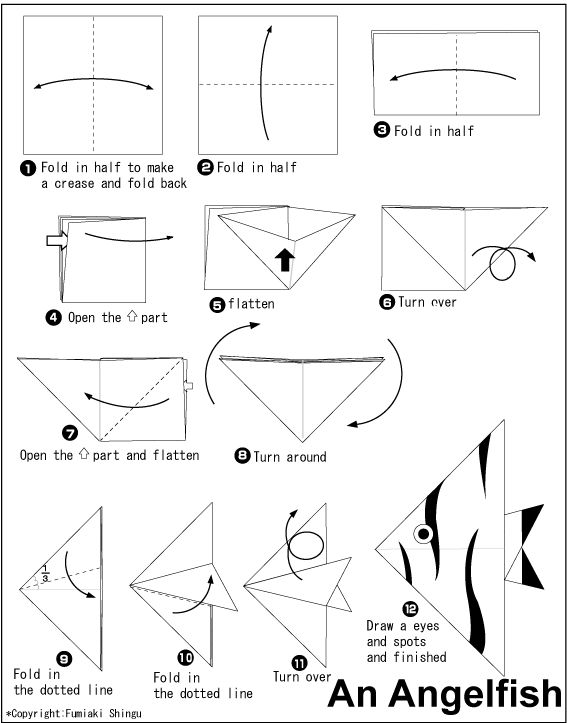 1 Fold in half to make
a crease and fold back
2 Fold in half
3 Fold in half
4 Open the ⇧ part
5 flatten
6 Turn over
7
Open the ⇧ part and flatten
8 Turn around
1/3
9
Fold in
the dotted line
10
Fold in
the dotted line
11
Turn over
12
Draw a eyes
and spots
and finished
An Angelfish
*Copyright:Fumiaki Shingu